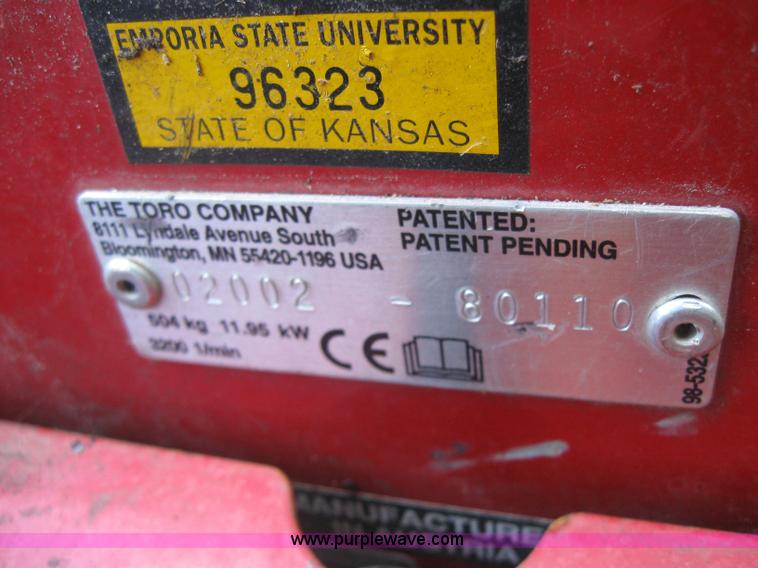 EMPORIA STATE UNIVERSITY
96323
STATE OF KANSAS
THE TORO COMPANY
8111 Lyndale Avenue South
Bloomington, MN 55420-1196 USA
PATENTED:
PATENT PENDING
02002 - 80110
504 kg 11.95 kW
3200 1/min
CE
MANUFACTURE
www.purplewave.com